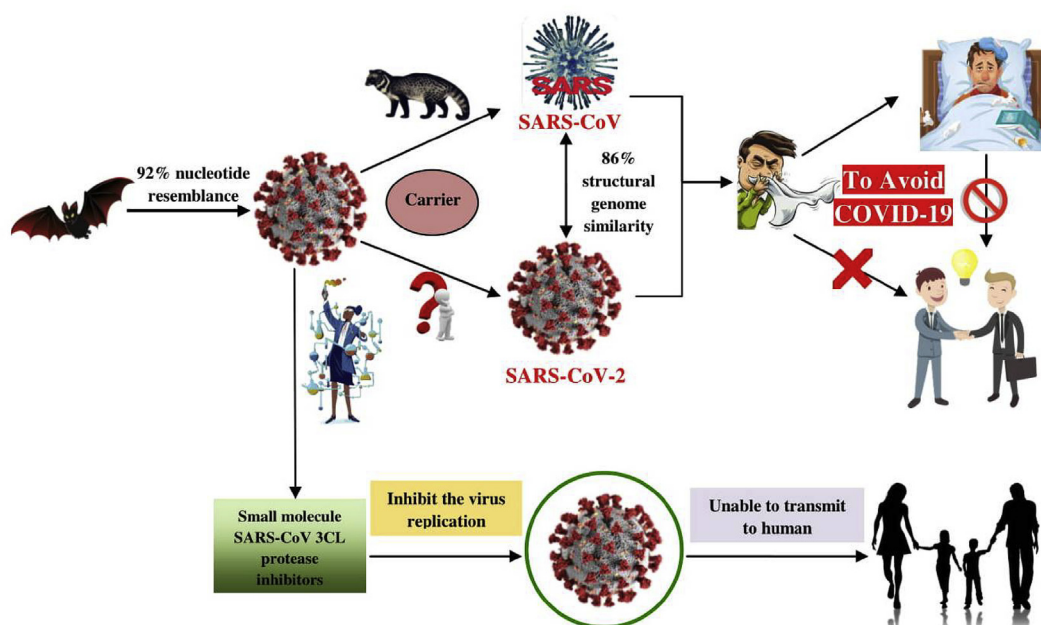 SARS
SARS-CoV
92% nucleotide
resemblance
Carrier
86%
structural
genome
similarity
To Avoid
COVID-19
SARS-CoV-2
Small molecule
SARS-CoV 3CL
protease
inhibitors
Inhibit the virus
replication
Unable to transmit
to human